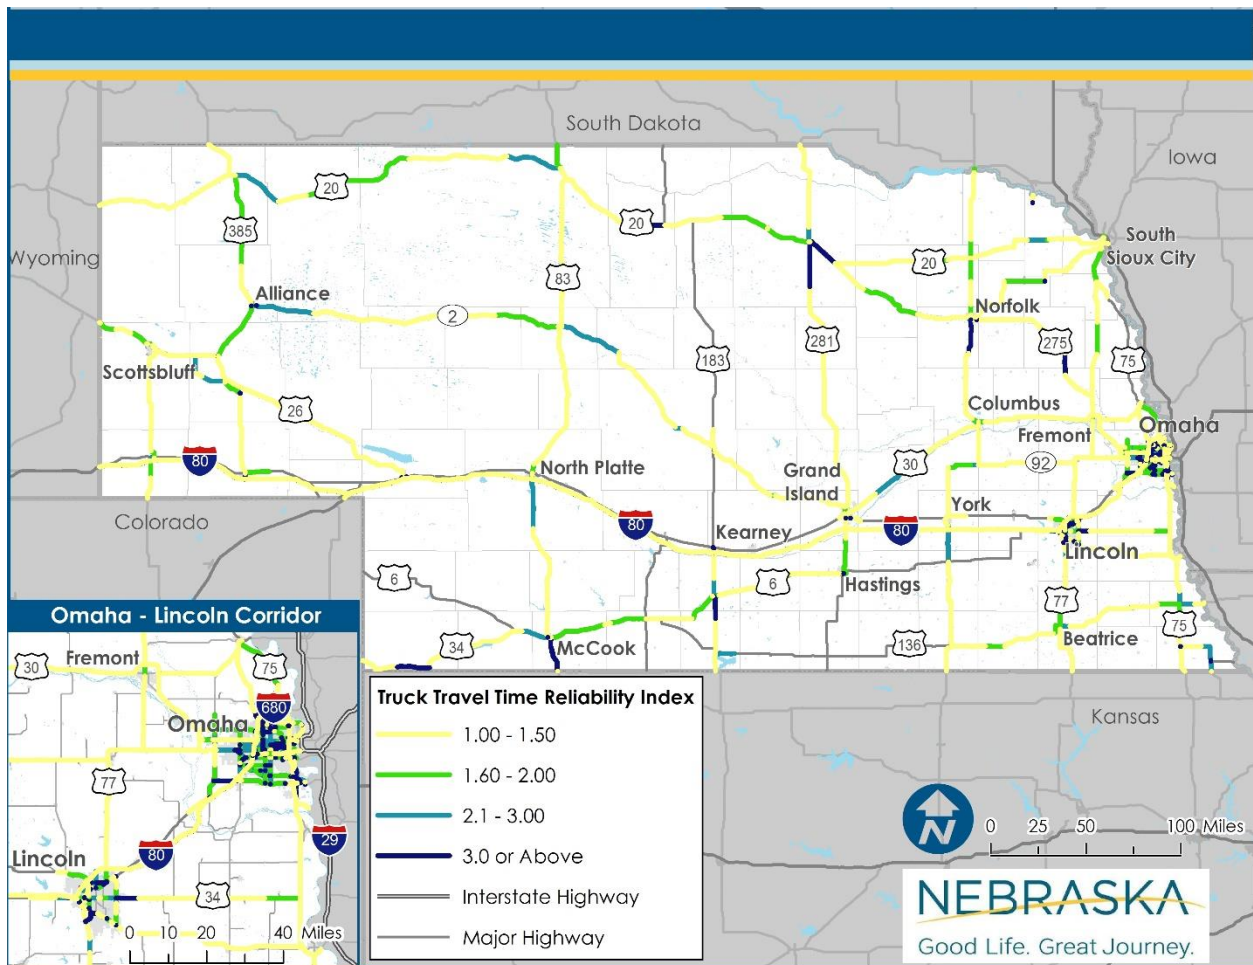 South Dakota
Iowa
20
20
385
Wyoming
83
20
South
Sioux City
Alliance
2
Norfolk
281
275
183
75
Scottsbluff
26
Columbus
Omaha
Fremont
80
North Platte
Grand
Island
30
92
Colorado
80
Kearney
York
80
Lincoln
6
6
Hastings
77
34
McCook
136
Beatrice
75
Omaha - Lincoln Corridor
30
Fremont
75
680
Omaha
77
29
80
Lincoln
34
0 10 20 40 Miles
Truck Travel Time Reliability Index
1.00 - 1.50
1.60 - 2.00
2.1 - 3.00
3.0 or Above
Interstate Highway
Major Highway
Kansas
N
0 25 50 100 Miles
NEBRASKA
Good Life. Great Journey.